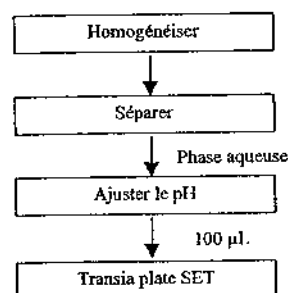 Homogénéiser
Séparer
Phase aqueuse
Ajuster le pH
100 µL
Transia plate SET